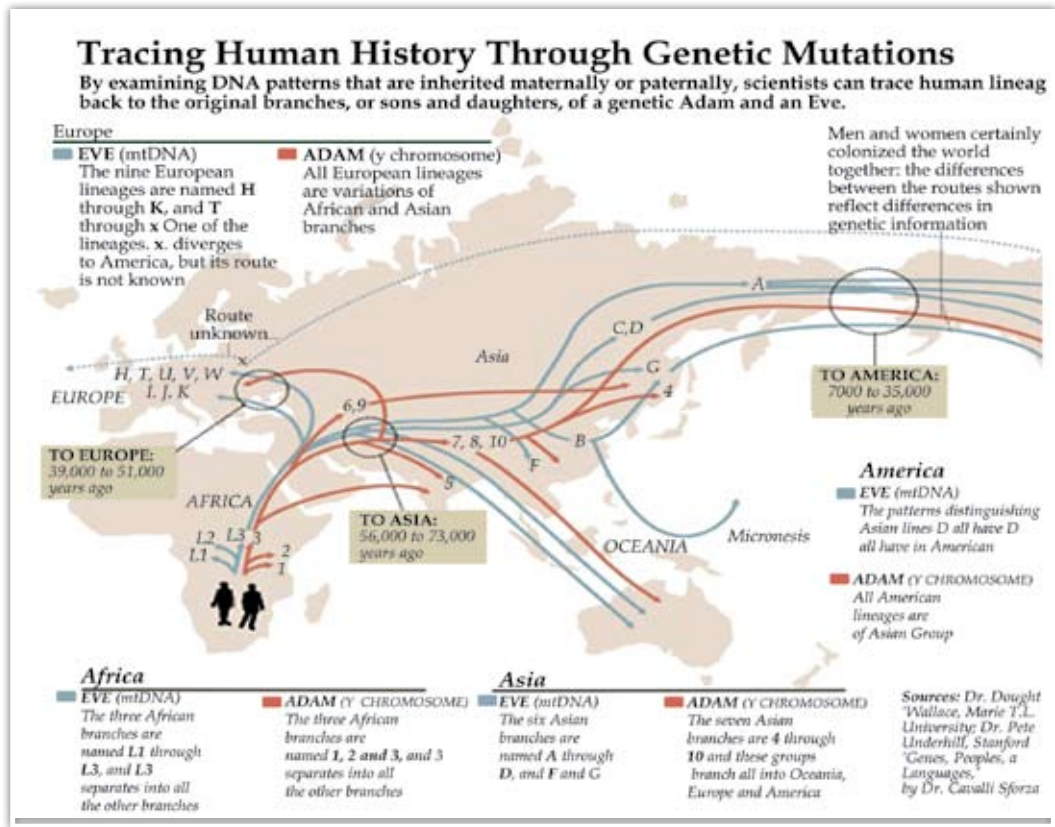 Tracing Human History Through Genetic Mutations
By examining DNA patterns that are inherited maternally or paternally, scientists can trace human lineag
back to the original branches, or sons and daughters, of a genetic Adam and an Eve.
Europe
EVE (mtDNA)
The nine European
lineages are named H
through K, and T
through x One of the
lineages. x. diverges
to America, but its route
is not known
ADAM (y chromosome)
All European lineages
are variations of
African and Asian
branches
Men and women certainly
colonized the world
together: the differences
between the routes shown
reflect differences in
genetic information
Route
unknown
x
H, T, U, V, W
I, J, K
EUROPE
Asia
A
C,D
G
4
6,9
7, 8, 10
B
F
5
TO AMERICA:
7000 to 35,000
years ago
TO EUROPE:
39,000 to 51,000
years ago
AFRICA
TO ASIA:
56,000 to 73,000
years ago
L2
L1
L3
3
2
1
OCEANIA
Micronesis
America
EVE (mtDNA)
The patterns distinguishing
Asian lines D all have D
all have in American
ADAM (Y CHROMOSOME)
All American
lineages are
of Asian Group
Africa
EVE (mtDNA)
The three African
branches are
named L1 through
L3, and L3
separates into all
the other branches
ADAM (Y CHROMOSOME)
The three African
branches are
named 1, 2 and 3, and 3
separates into all
the other branches
Asia
EVE (mtDNA)
The six Asian
branches are
named A through
D, and F and G
ADAM (Y CHROMOSOME)
The seven Asian
branches are 4 through
10 and these groups
branch all into Oceania,
Europe and America
Sources: Dr. Dought
"Wallace, Marie T.L.
University: Dr. Pete
Underhill, Stanford
"Genes, Peoples, a
Languages,"
by Dr. Cavalli Sforza